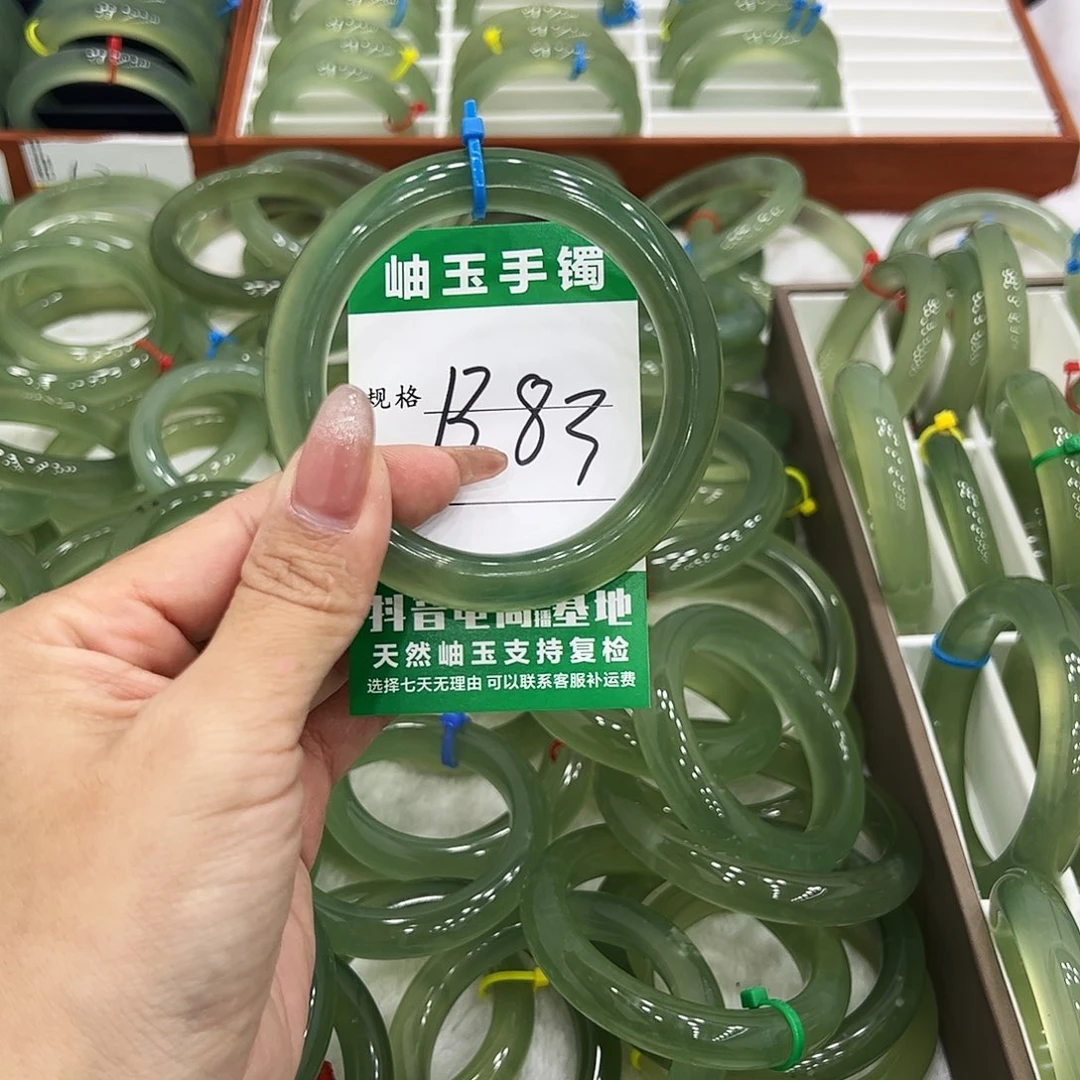 岫玉手镯
规格 B83
抖音电商直播基地
天然岫玉支持复检
选择七天无理由 可以联系客服补运费